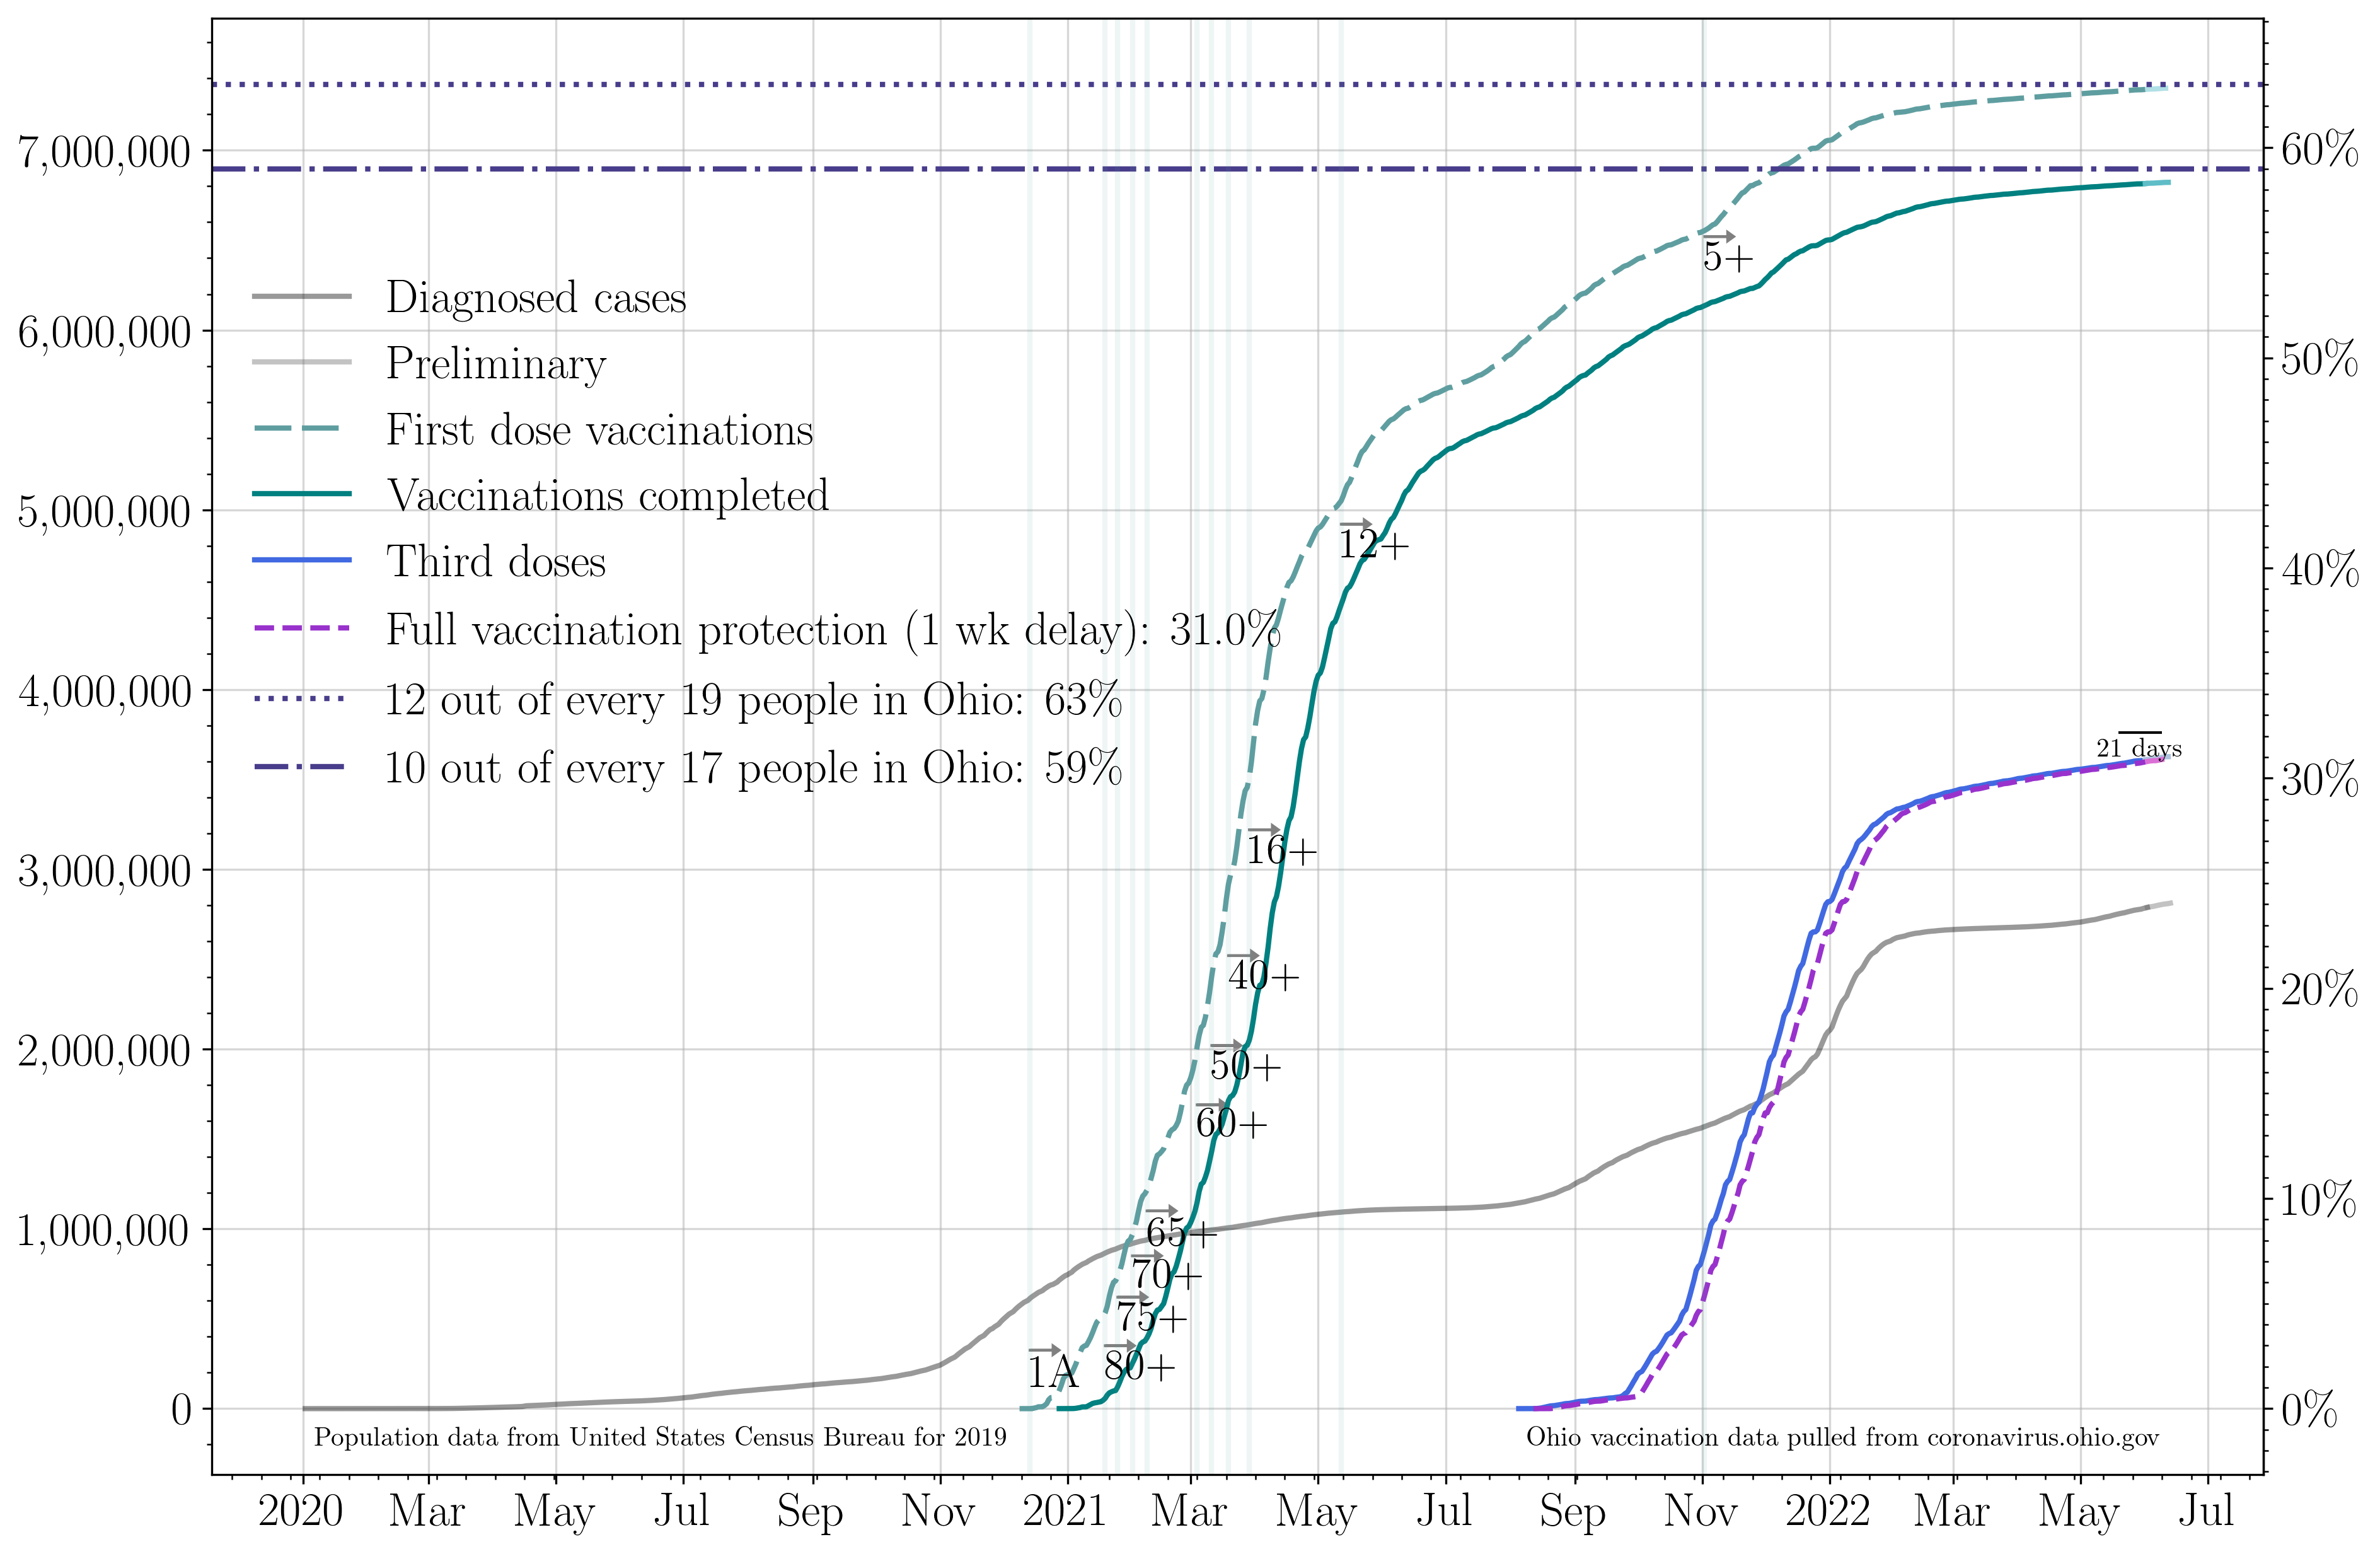 7,000,000
6,000,000
5,000,000
4,000,000
3,000,000
2,000,000
1,000,000
0
60%
50%
40%
30%
20%
10%
0%
Diagnosed cases
Preliminary
First dose vaccinations
Vaccinations completed
Third doses
Full vaccination protection (1 wk delay): 31.0%
12 out of every 19 people in Ohio: 63%
10 out of every 17 people in Ohio: 59%
5+
12+
16+
40+
50+
60+
65+
70+
75+
80+
1A
21 days
Population data from United States Census Bureau for 2019
Ohio vaccination data pulled from coronavirus.ohio.gov
2020 Mar May Jul Sep Nov 2021 Mar May Jul Sep Nov 2022 Mar May Jul